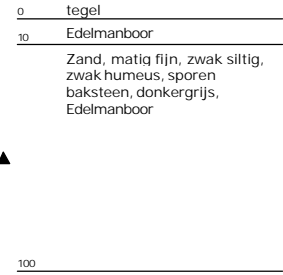 0 tegel
10 Edelmanboor
Zand, matig fijn, zwak siltig,
zwak humeus, sporen
baksteen, donkergrijs,
Edelmanboor
100